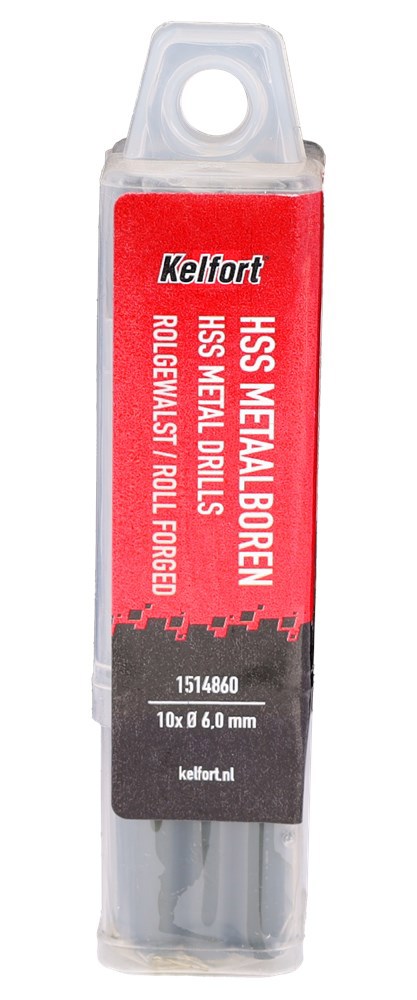 Kelfort
HSS METAALBOREN
HSS METAL DRILLS
ROLGEWALST / ROLL FORGED
1514860
10x Ø 6,0 mm
kelfort.nl